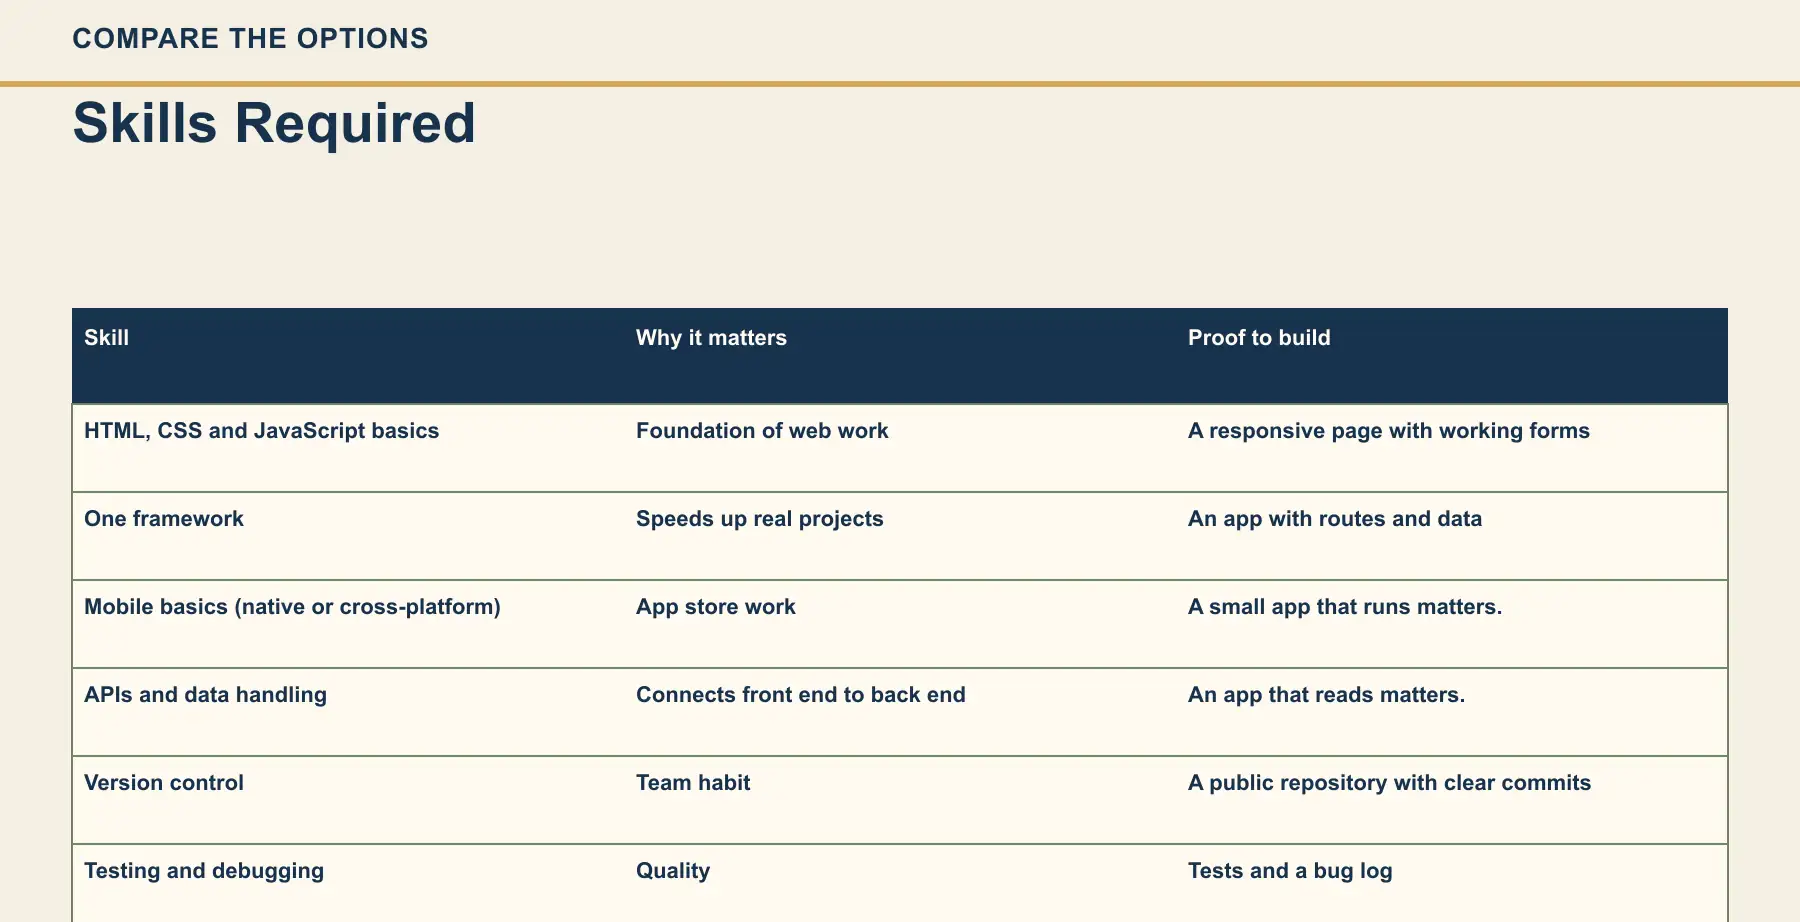 COMPARE THE OPTIONS
Skills Required
Skill Why it matters Proof to build
HTML, CSS and JavaScript basics Foundation of web work A responsive page with working forms
One framework Speeds up real projects An app with routes and data
Mobile basics (native or cross-platform) App store work A small app that runs matters.
APIs and data handling Connects front end to back end An app that reads matters.
Version control Team habit A public repository with clear commits
Testing and debugging Quality Tests and a bug log